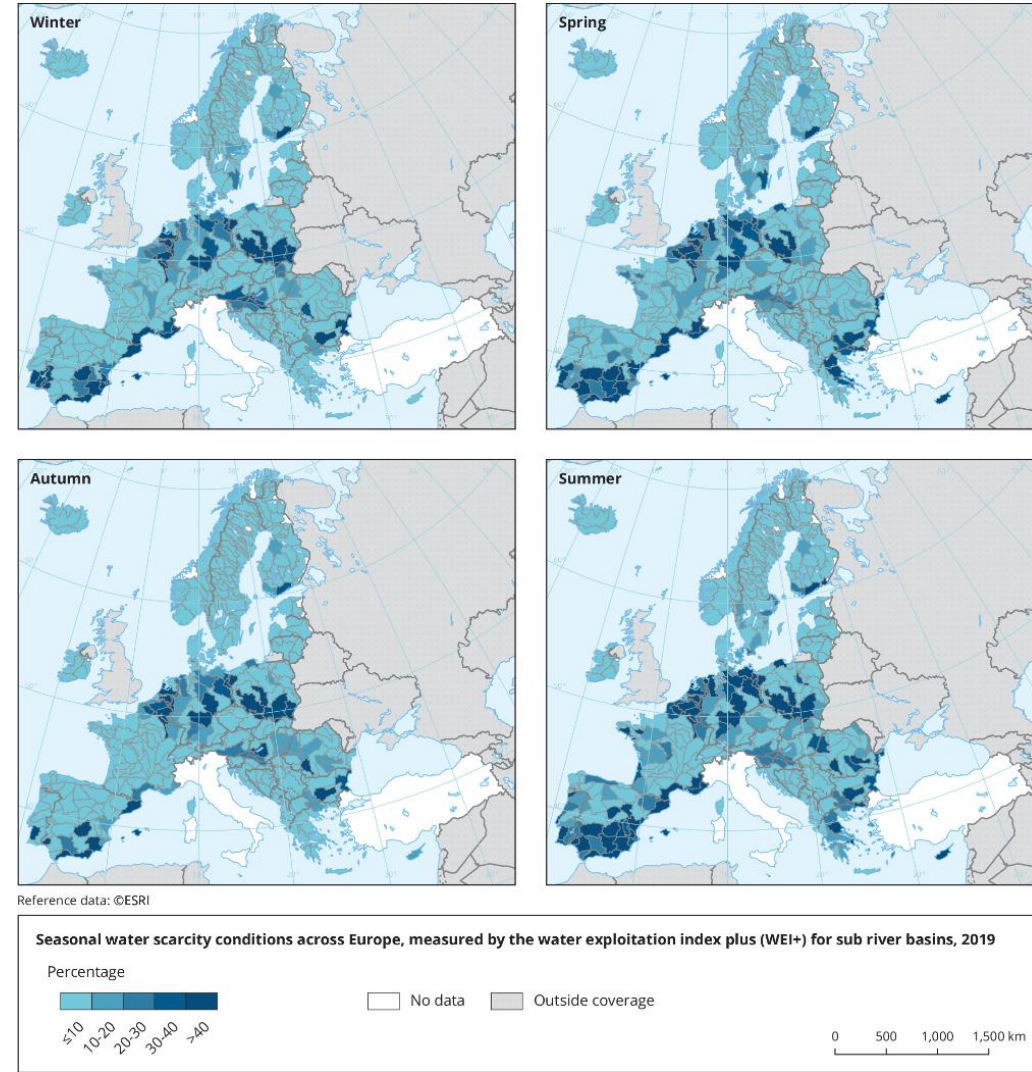 Winter
Spring
Autumn
Summer
Reference data: ©ESRI
Seasonal water scarcity conditions across Europe, measured by the water exploitation index plus (WEI+) for sub river basins, 2019
Percentage
≤10
10-20
20-30
30-40
>40
No data
Outside coverage
0 500 1,000 1,500 km